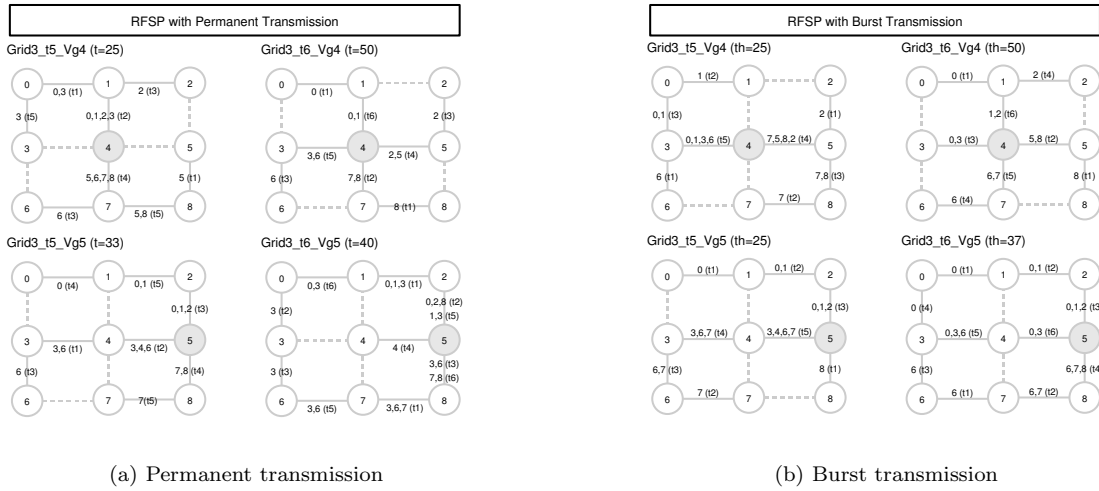 RFSP with Permanent Transmission
Grid3_t5_Vg4 (t=25)
0 1 2
0,3 (t1) 2 (t3)
3 (t5) 0,1,2,3 (t2)
3 4 5
5,6,7,8 (t4) 5 (t1)
6 7 8
6 (t3) 5,8 (t5)
Grid3_t6_Vg4 (t=50)
0 1 2
0 (t1)
0,1 (t6) 2 (t3)
3 4 5
3,6 (t5) 2,5 (t4)
6 (t3) 7,8 (t2)
6 7 8
8 (t1)
Grid3_t5_Vg5 (t=33)
0 1 2
0 (t4) 0,1 (t5)
0,1,2 (t3)
3 4 5
3,6 (t1) 3,4,6 (t2)
6 (t3) 7,8 (t4)
6 7 8
7(t5)
Grid3_t6_Vg5 (t=40)
0 1 2
0,3 (t6) 0,1,3 (t1)
3 (t2) 0,2,8 (t2)
1,3 (t5)
3 4 5
4 (t4)
3 (t3) 3,6 (t3)
7,8 (t6)
6 7 8
3,6 (t5) 3,6,7 (t1)
(a) Permanent transmission
RFSP with Burst Transmission
Grid3_t5_Vg4 (th=25)
0 1 2
1 (t2)
0,1 (t3) 2 (t1)
3 4 5
0,1,3,6 (t5) 7,5,8,2 (t4)
6 (t1) 7,8 (t3)
6 7 8
7 (t2)
Grid3_t6_Vg4 (th=50)
0 1 2
0 (t1) 2 (t4)
1,2 (t6)
3 4 5
0,3 (t3) 5,8 (t2)
6,7 (t5) 8 (t1)
6 7 8
6 (t4)
Grid3_t5_Vg5 (th=25)
0 1 2
0 (t1) 0,1 (t2)
0,1,2 (t3)
3 4 5
3,6,7 (t4) 3,4,6,7 (t5)
6,7 (t3) 8 (t1)
6 7 8
7 (t2)
Grid3_t6_Vg5 (th=37)
0 1 2
0 (t1) 0,1 (t2)
0 (t4) 0,1,2 (t3
3 4 5
0,3,6 (t5) 0,3 (t6)
6 (t3) 6,7,8 (t4
6 7 8
6 (t1) 6,7 (t2)
(b) Burst transmission